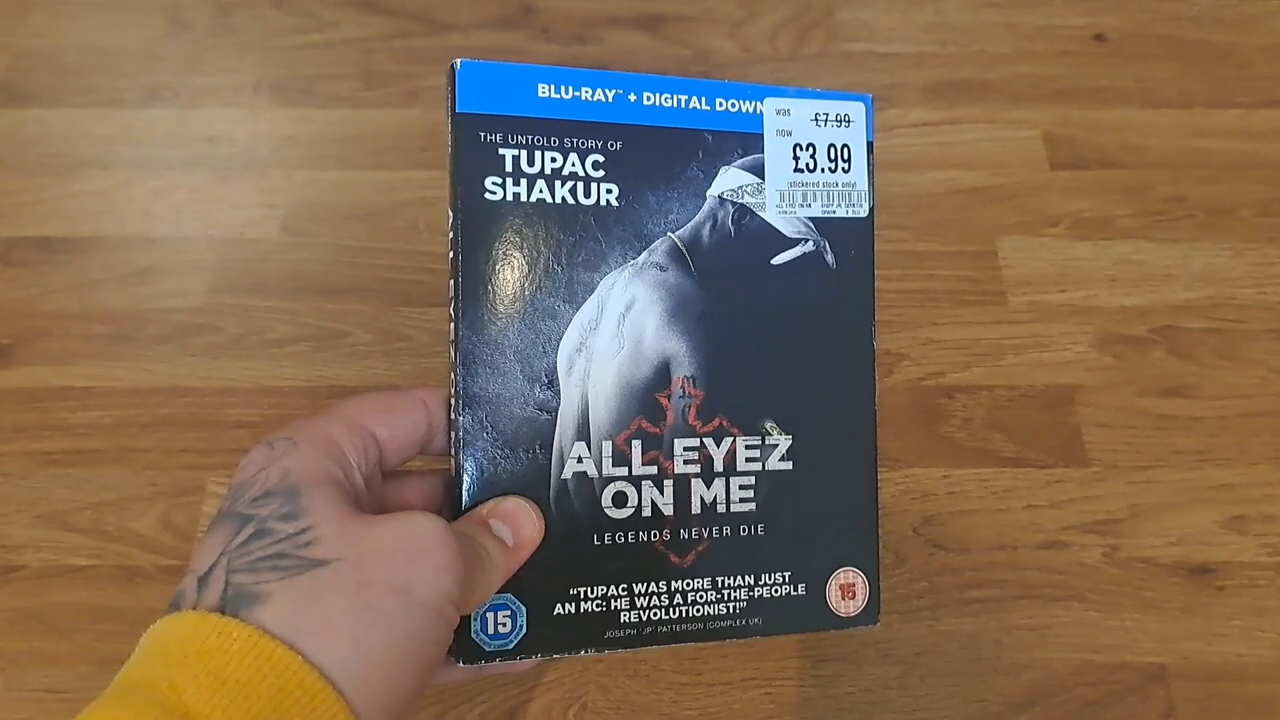 BLU-RAY™ + DIGITAL DOWN
was £7.99
now
£3.99
(stickered stock only)
ALL EYEZ ON ME
THE UNTOLD STORY OF
TUPAC
SHAKUR
ALL EYEZ
ON ME
LEGENDS NEVER DIE
“TUPAC WAS MORE THAN JUST
AN MC: HE WAS A FOR-THE-PEOPLE
REVOLUTIONIST!”
JOSEPH 'JP' PATTERSON (COMPLEX UK)
15
15